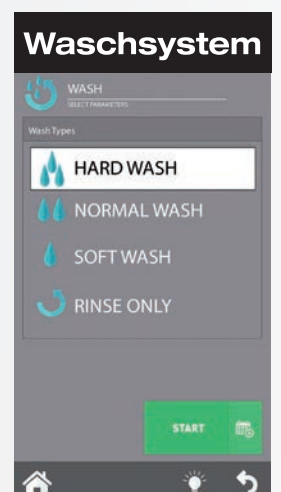 Waschsystem
WASH
SELECT PARAMETERS
Wash Types
HARD WASH
NORMAL WASH
SOFT WASH
RINSE ONLY
START